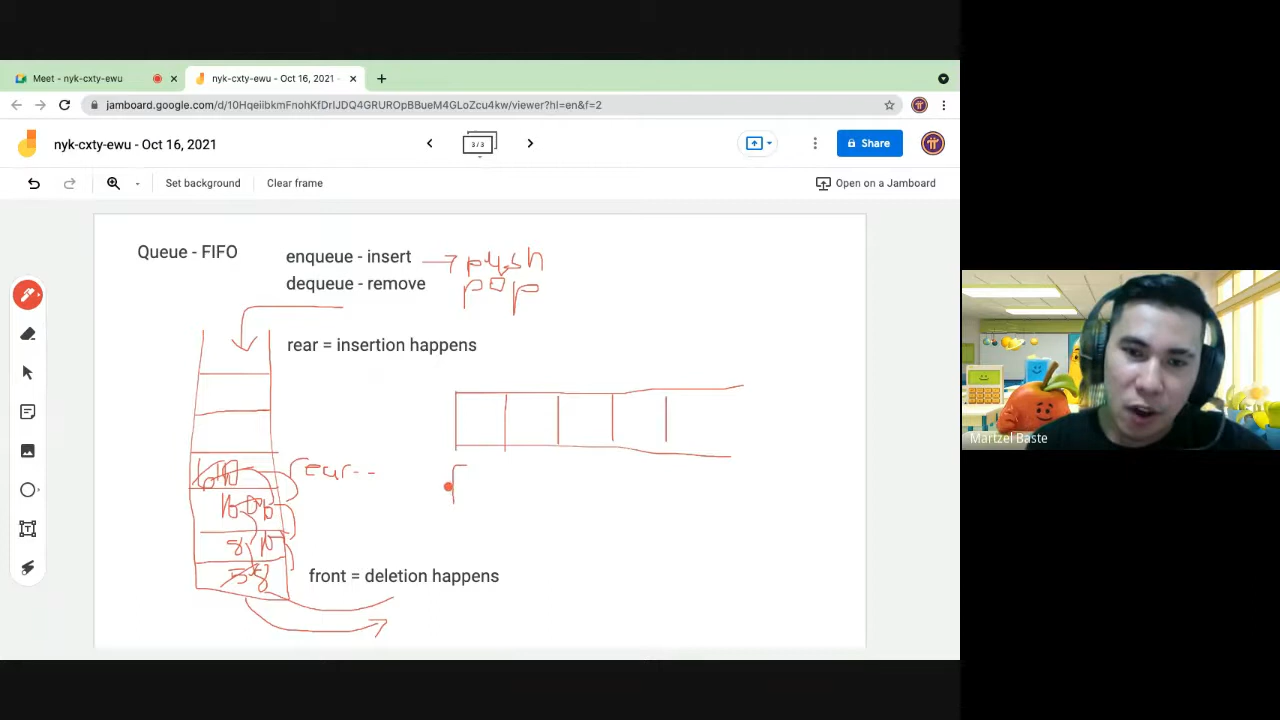 Meet - nyk-cxty-ewu
nyk-cxty-ewu - Oct 16, 2021 -
jamboard.google.com/d/10HqeiibkmFnohKfDrIJDQ4GRUROpBBueM4GLoZcu4kw/viewer?hl=en&f=2
nyk-cxty-ewu - Oct 16, 2021
3 / 3
Share
Set background
Clear frame
Open on a Jamboard
Queue - FIFO
enqueue - insert → push
dequeue - remove pop
rear = insertion happens
rear --
front = deletion happens
Martzel Baste